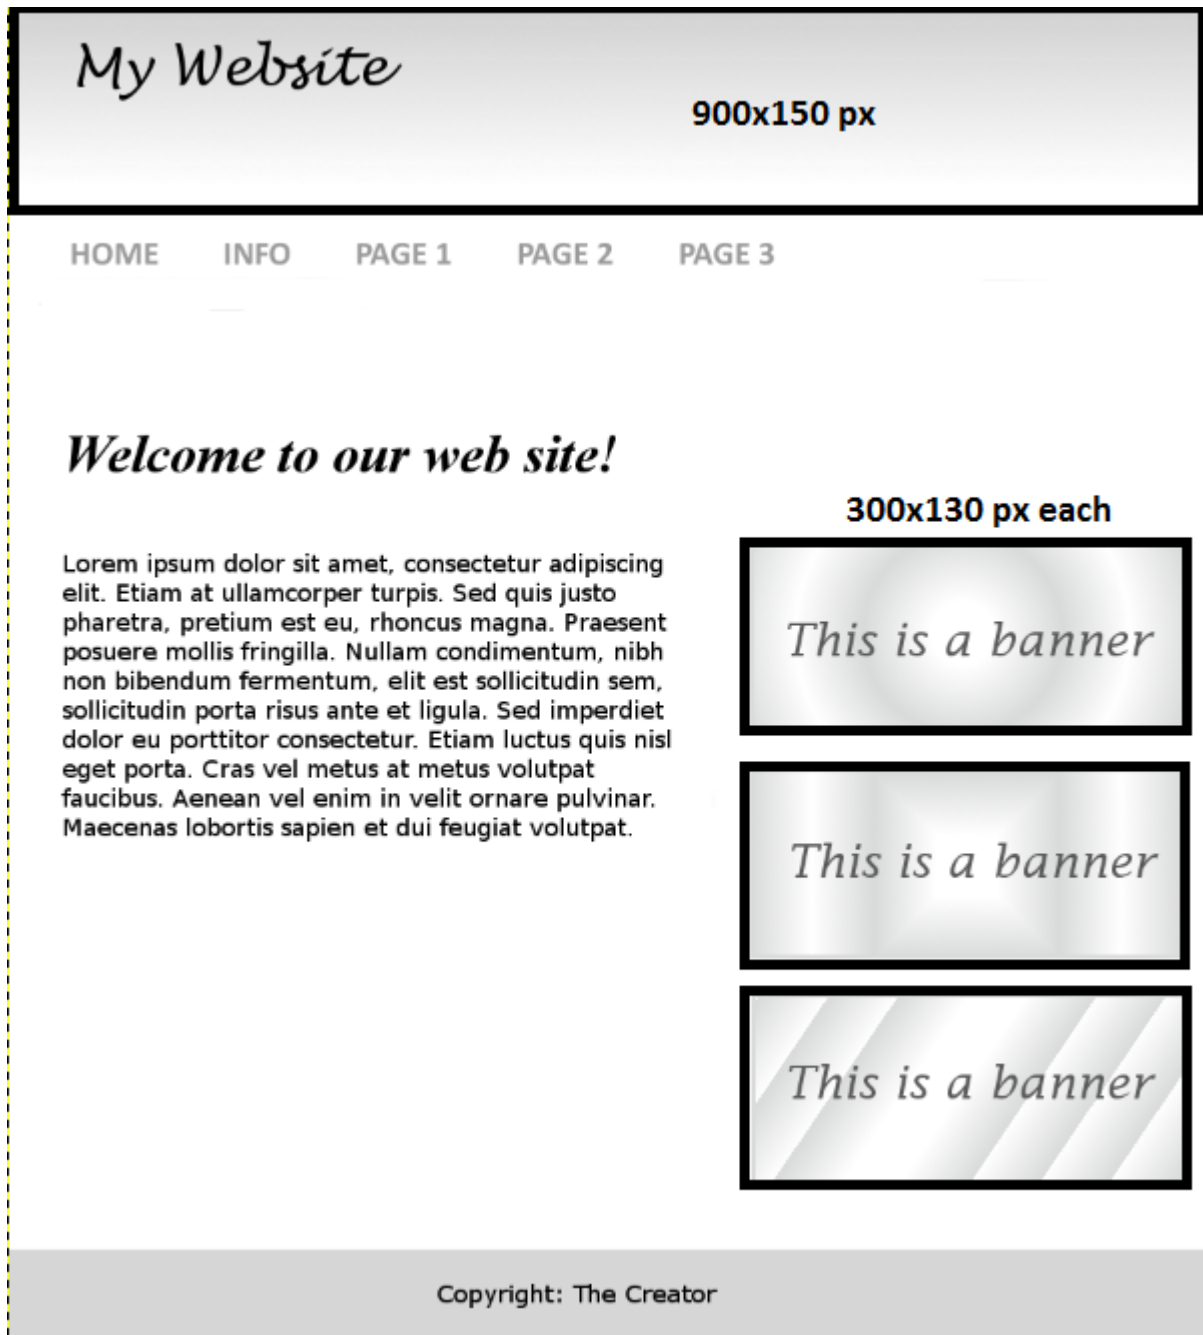 My Website
900x150 px
HOME INFO PAGE 1 PAGE 2 PAGE 3
Welcome to our web site!
Lorem ipsum dolor sit amet, consectetur adipiscing
elit. Etiam at ullamcorper turpis. Sed quis justo
pharetra, pretium est eu, rhoncus magna. Praesent
posuere mollis fringilla. Nullam condimentum, nibh
non bibendum fermentum, elit est sollicitudin sem,
sollicitudin porta risus ante et ligula. Sed imperdiet
dolor eu porttitor consectetur. Etiam luctus quis nisl
eget porta. Cras vel metus at metus volutpat
faucibus. Aenean vel enim in velit ornare pulvinar.
Maecenas lobortis sapien et dui feugiat volutpat.
300x130 px each
This is a banner
This is a banner
This is a banner
Copyright: The Creator